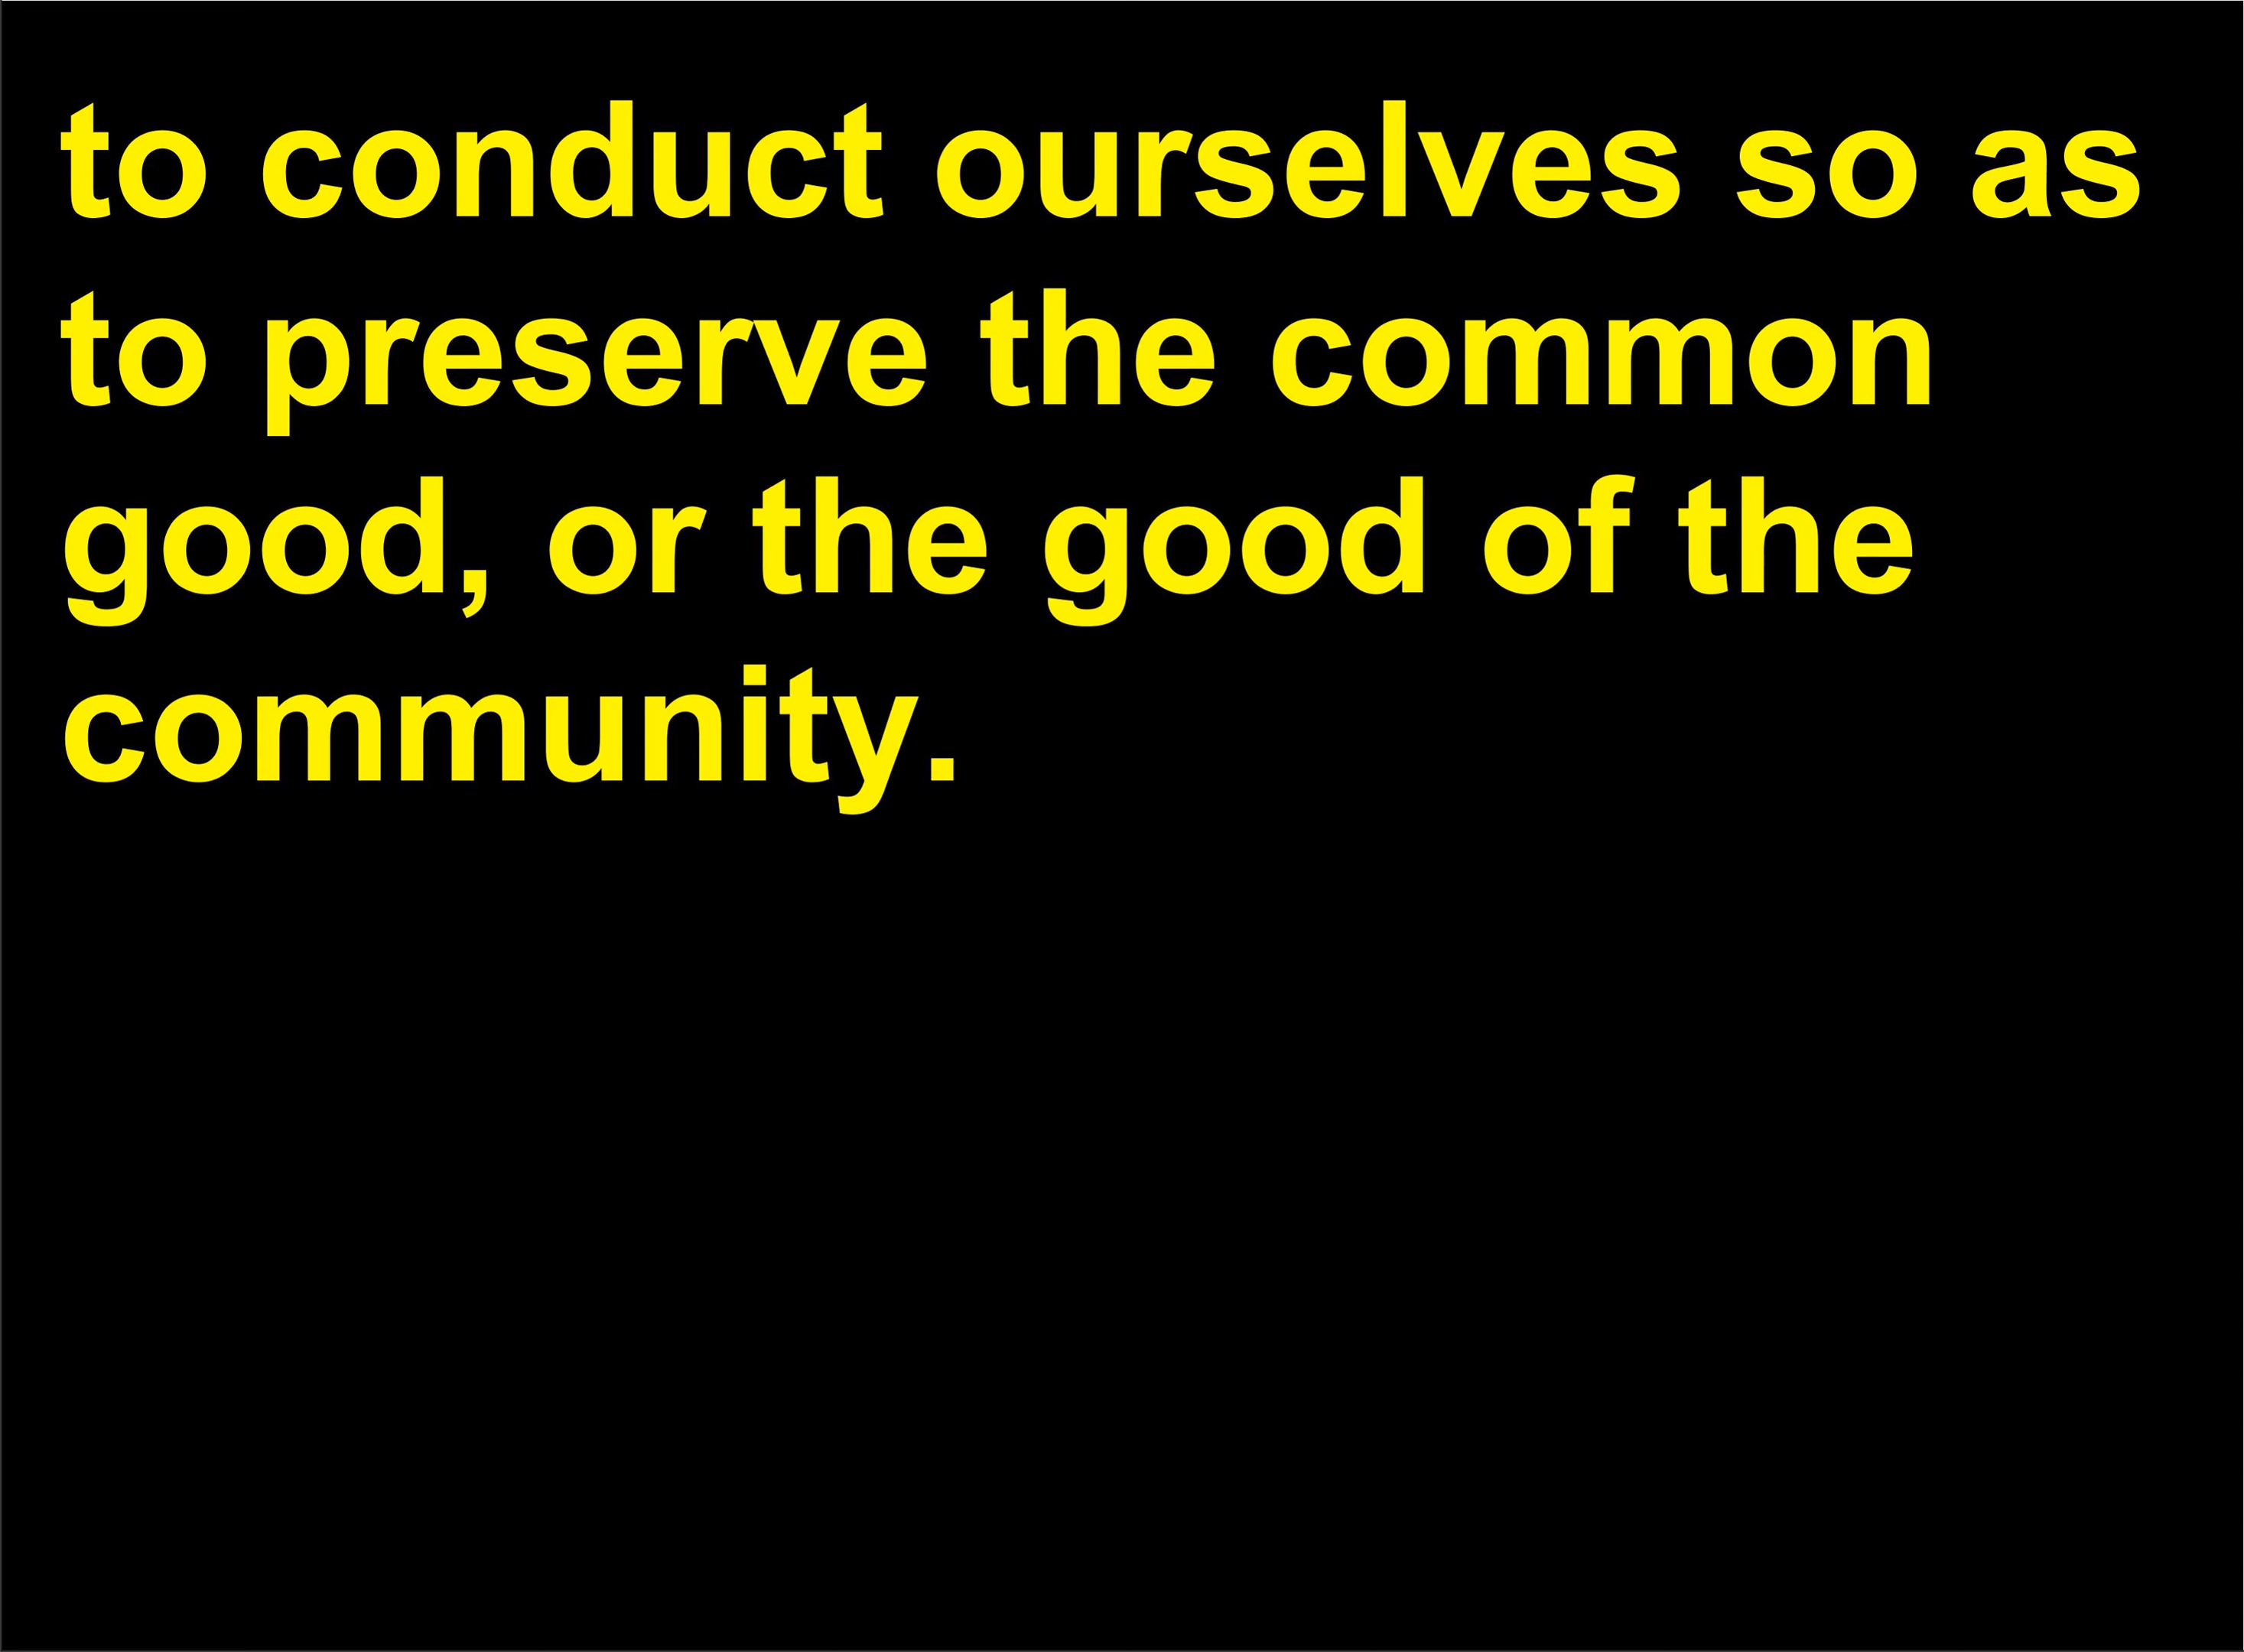 to conduct ourselves so as
to preserve the common
good, or the good of the
community.